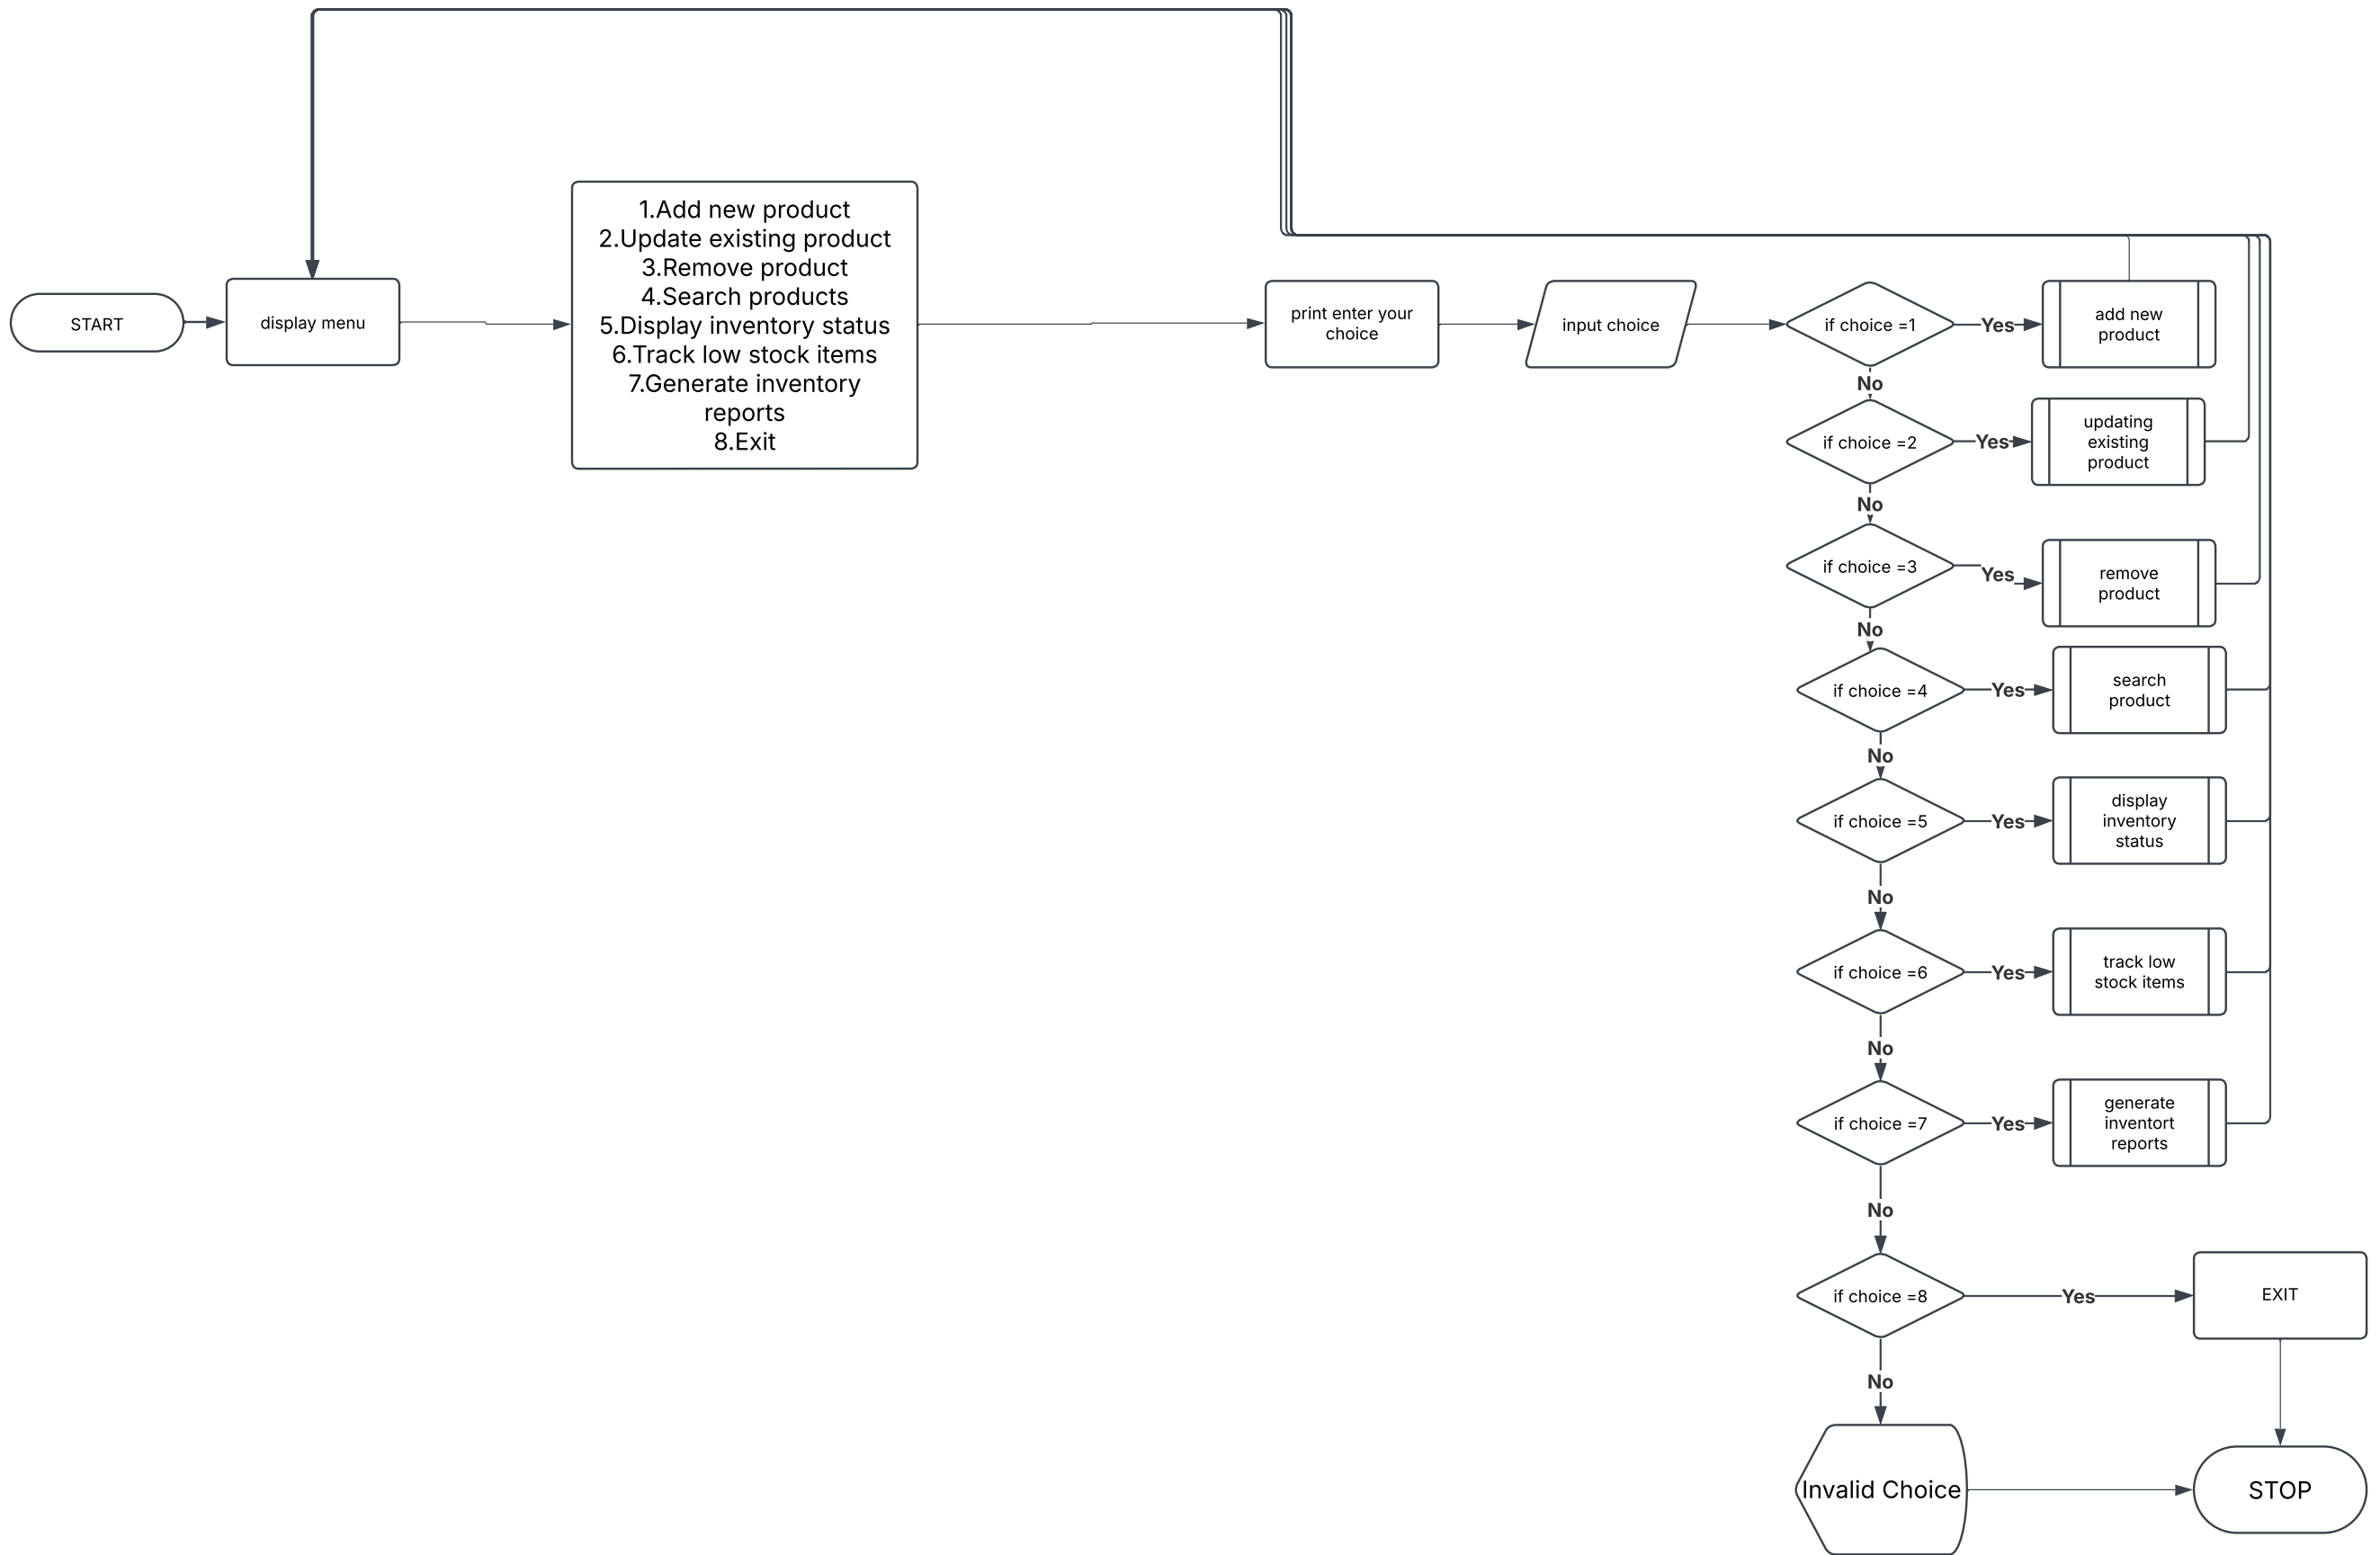 START
display menu
1.Add new product
2.Update existing product
3.Remove product
4.Search products
5.Display inventory status
6.Track low stock items
7.Generate inventory
reports
8.Exit
print enter your
choice
input choice
if choice =1
Yes
add new
product
No
if choice =2
Yes
updating
existing
product
No
if choice =3
Yes
remove
product
No
if choice =4
Yes
search
product
No
if choice =5
Yes
display
inventory
status
No
if choice =6
Yes
track low
stock items
No
if choice =7
Yes
generate
inventort
reports
No
if choice =8
Yes
EXIT
No
Invalid Choice
STOP